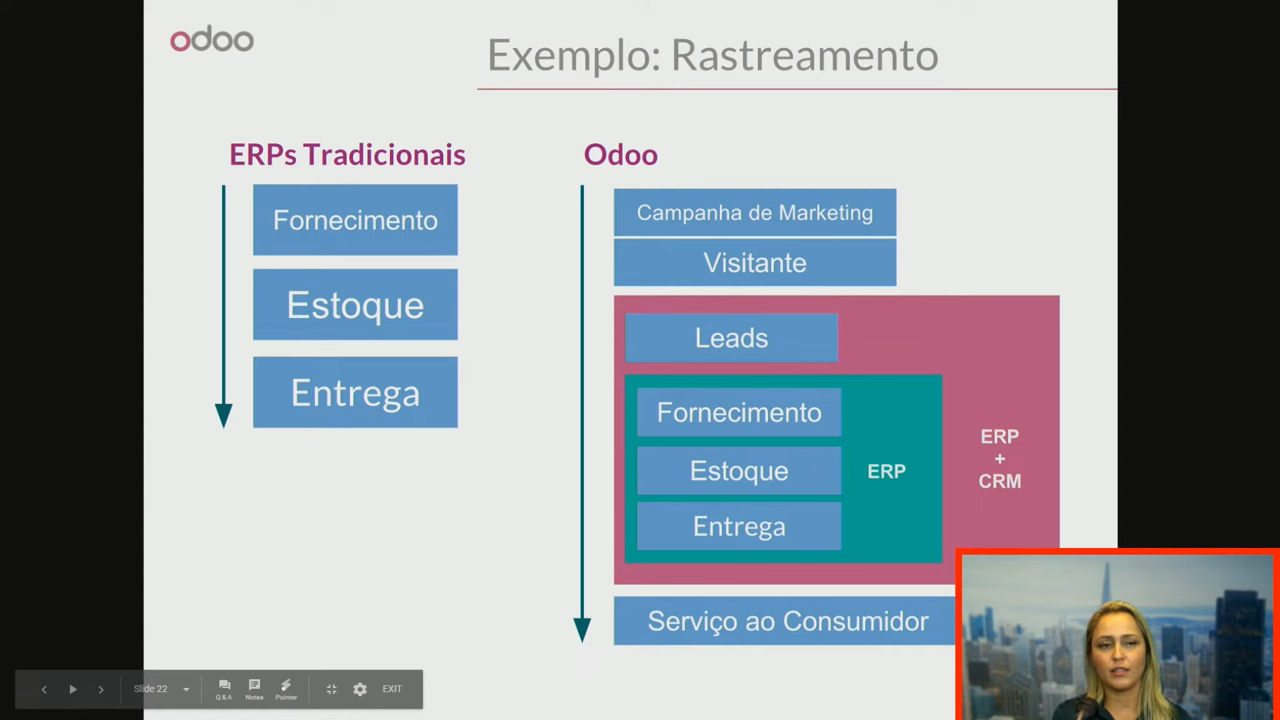 odoo
Exemplo: Rastreamento
ERPs Tradicionais
Fornecimento
Estoque
Entrega
Odoo
Campanha de Marketing
Visitante
Leads
Fornecimento
Estoque
Entrega
ERP
ERP
+
CRM
Serviço ao Consumidor
Slide 22
Q & A
Notes
Pointer
EXIT